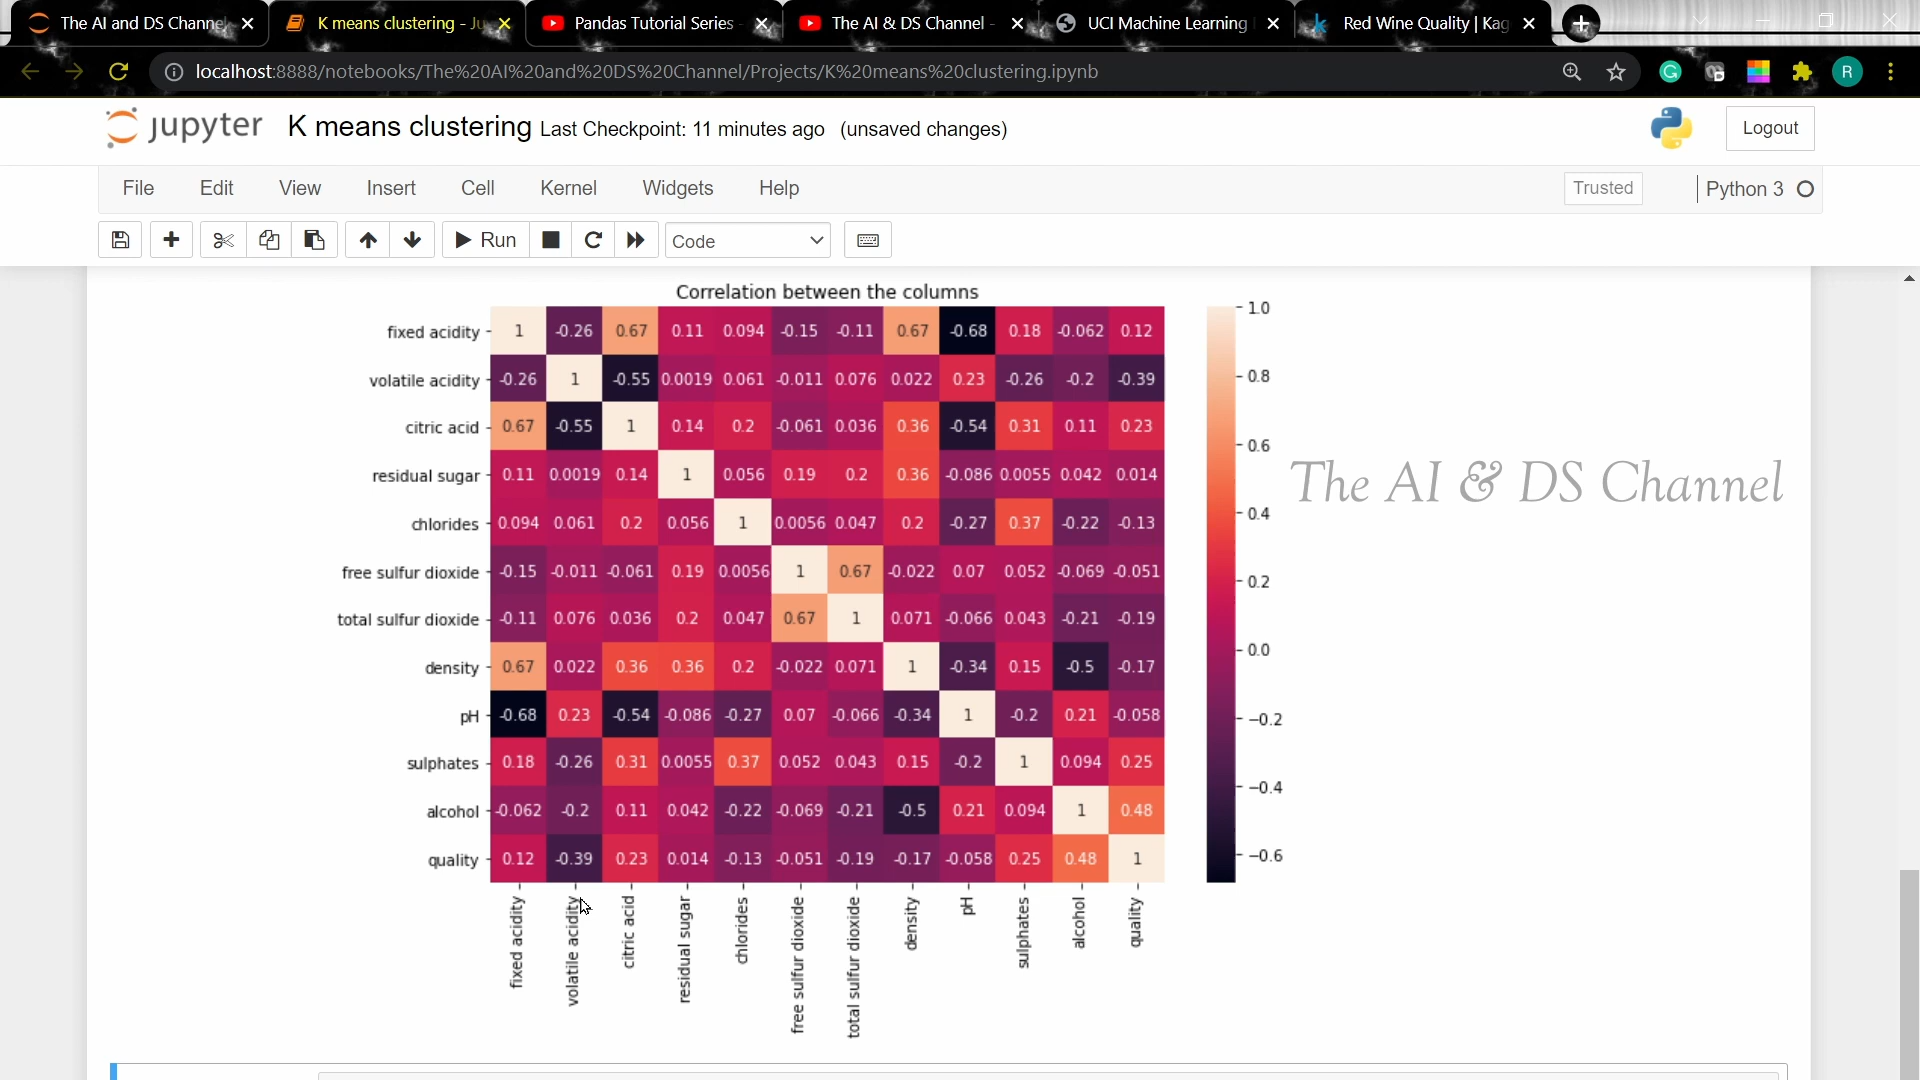 The AI and DS Channe
K means clustering - Ju
Pandas Tutorial Series -
The AI & DS Channel -
UCI Machine Learning
Red Wine Quality | Kag
localhost:8888/notebooks/The%20AI%20and%20DS%20Channel/Projects/K%20means%20clustering.ipynb
R
jupyter K means clustering Last Checkpoint: 11 minutes ago (unsaved changes)
Logout
File Edit View Insert Cell Kernel Widgets Help
Trusted
Python 3
Run
Code
Correlation between the columns
fixed acidity 1 -0.26 0.67 0.11 0.094 -0.15 -0.11 0.67 -0.68 0.18 -0.062 0.12
volatile acidity -0.26 1 -0.55 0.0019 0.061 -0.011 0.076 0.022 0.23 -0.26 -0.2 -0.39
citric acid 0.67 -0.55 1 0.14 0.2 -0.061 0.036 0.36 -0.54 0.31 0.11 0.23
residual sugar 0.11 0.0019 0.14 1 0.056 0.19 0.2 0.36 -0.086 0.0055 0.042 0.014
chlorides 0.094 0.061 0.2 0.056 1 0.0056 0.047 0.2 -0.27 0.37 -0.22 -0.13
free sulfur dioxide -0.15 -0.011 -0.061 0.19 0.0056 1 0.67 -0.022 0.07 0.052 -0.069 -0.051
total sulfur dioxide -0.11 0.076 0.036 0.2 0.047 0.67 1 0.071 -0.066 0.043 -0.21 -0.19
density 0.67 0.022 0.36 0.36 0.2 -0.022 0.071 1 -0.34 0.15 -0.5 -0.17
pH -0.68 0.23 -0.54 -0.086 -0.27 0.07 -0.066 -0.34 1 -0.2 0.21 -0.058
sulphates 0.18 -0.26 0.31 0.0055 0.37 0.052 0.043 0.15 -0.2 1 0.094 0.25
alcohol -0.062 -0.2 0.11 0.042 -0.22 -0.069 -0.21 -0.5 0.21 0.094 1 0.48
quality 0.12 -0.39 0.23 0.014 -0.13 -0.051 -0.19 -0.17 -0.058 0.25 0.48 1
fixed acidity
volatile acidity
citric acid
residual sugar
chlorides
free sulfur dioxide
total sulfur dioxide
density
pH
sulphates
alcohol
quality
1.0
0.8
0.6
0.4
0.2
0.0
−0.2
−0.4
−0.6
The AI & DS Channel